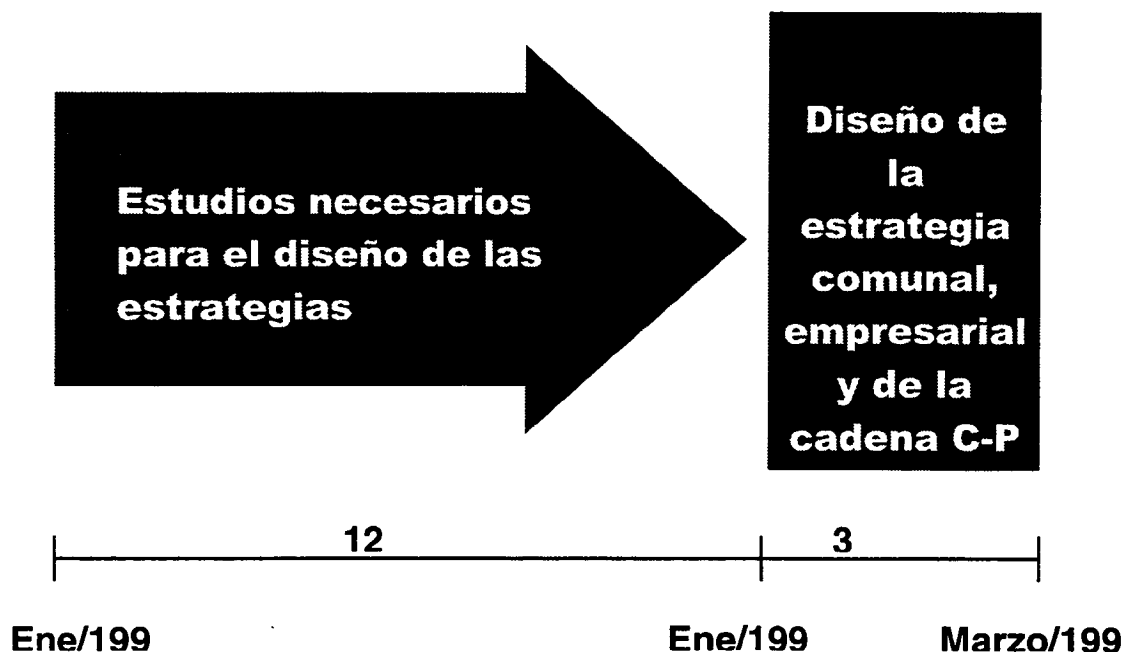 Estudios necesarios
para el diseño de las
estrategias
Diseño de
la
estrategia
comunal,
empresarial
y de la
cadena C-P
12
3
Ene/199
Ene/199
Marzo/199